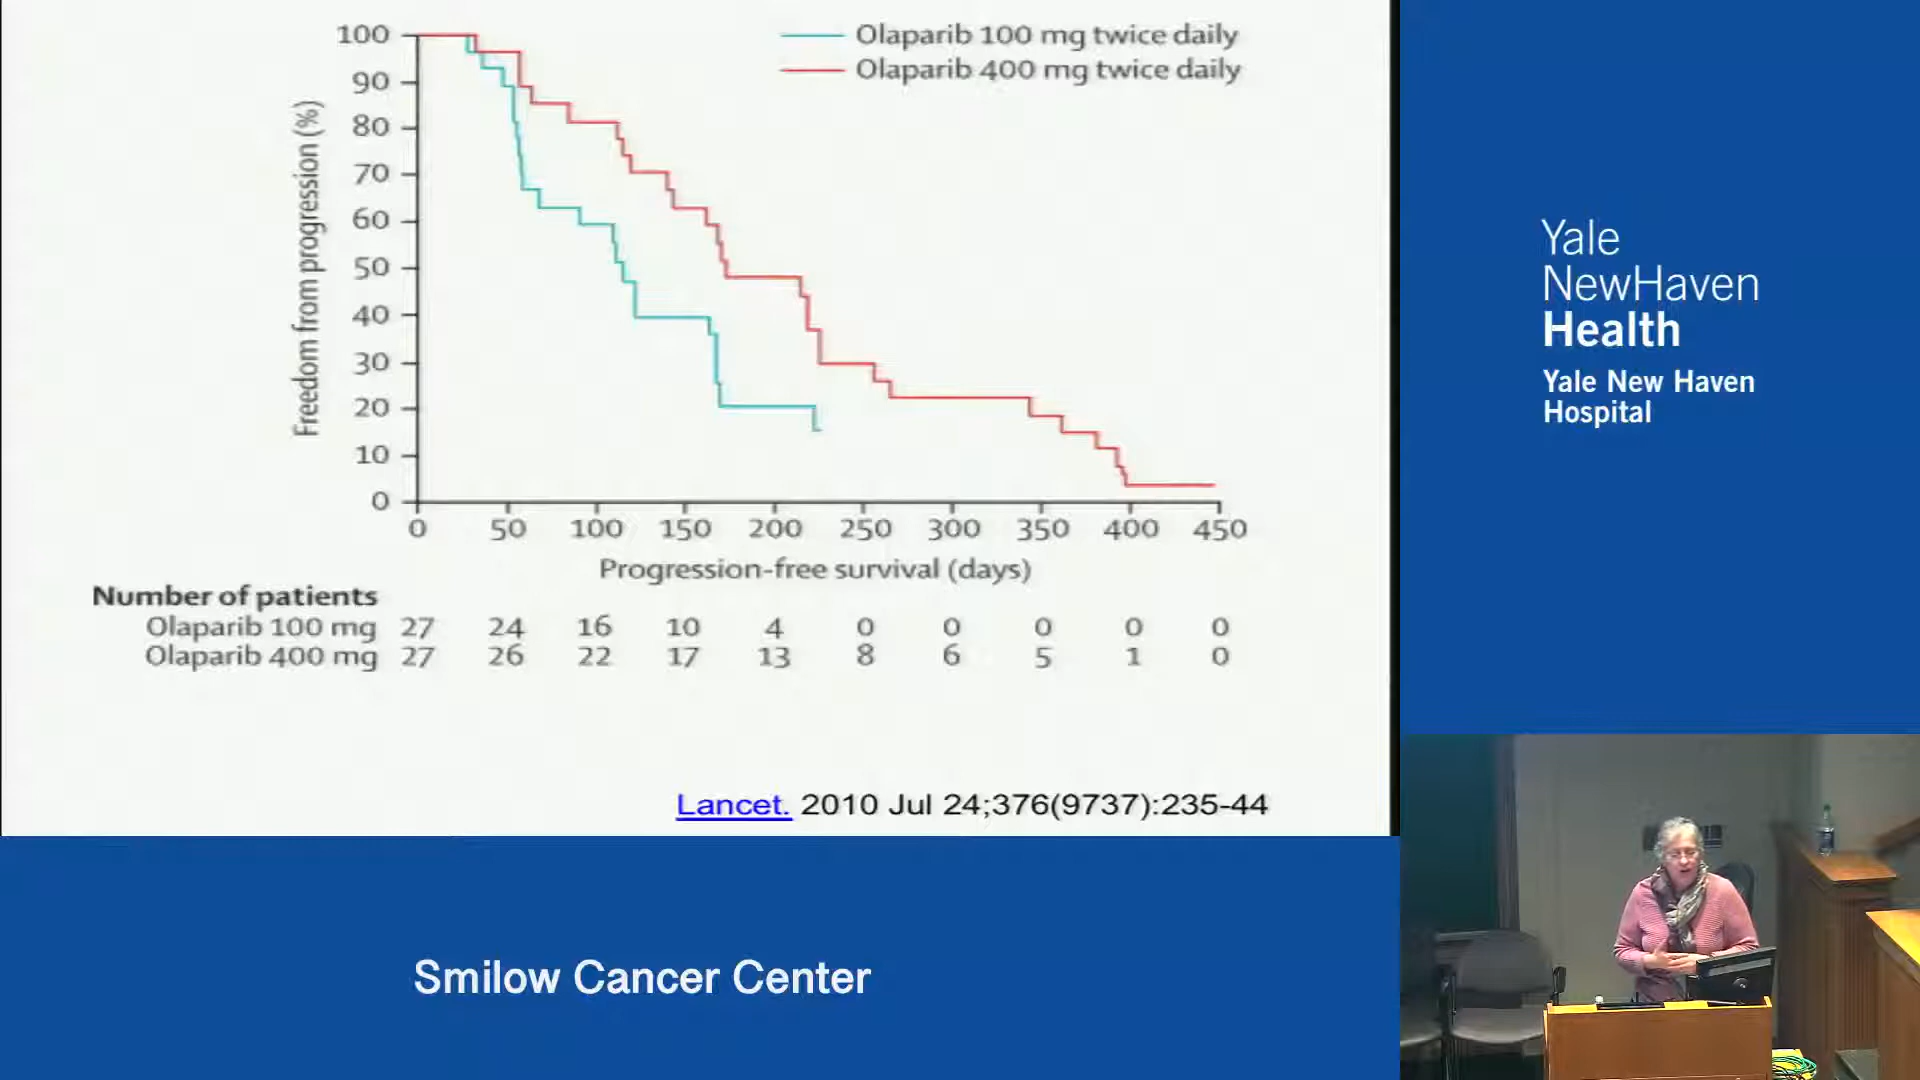 Olaparib 100 mg twice daily
Olaparib 400 mg twice daily
Freedom from progression (%)
100
90
80
70
60
50
40
30
20
10
0
0 50 100 150 200 250 300 350 400 450
Progression-free survival (days)
Number of patients
Olaparib 100 mg 27 24 16 10 4 0 0 0 0 0
Olaparib 400 mg 27 26 22 17 13 8 6 5 1 0
Lancet. 2010 Jul 24;376(9737):235-44
Yale
NewHaven
Health
Yale New Haven
Hospital
Smilow Cancer Center